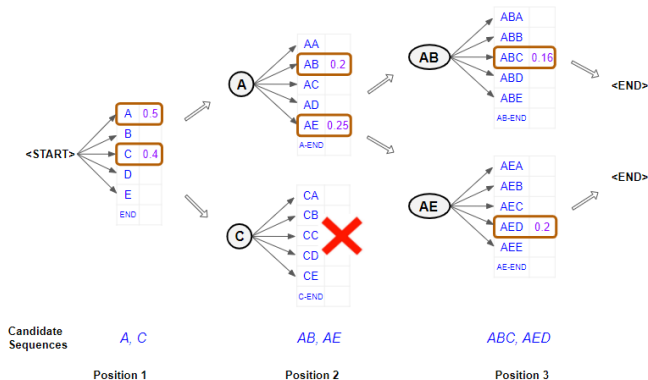 <START>
A 0.5
B
C 0.4
D
E
END
A
AA
AB 0.2
AC
AD
AE 0.25
A-END
C
CA
CB
CC
CD
CE
C-END
AB
ABA
ABB
ABC 0.16
ABD
ABE
AB-END
<END>
AE
AEA
AEB
AEC
AED 0.2
AEE
AE-END
<END>
Candidate
Sequences
A, C
AB, AE
ABC, AED
Position 1
Position 2
Position 3